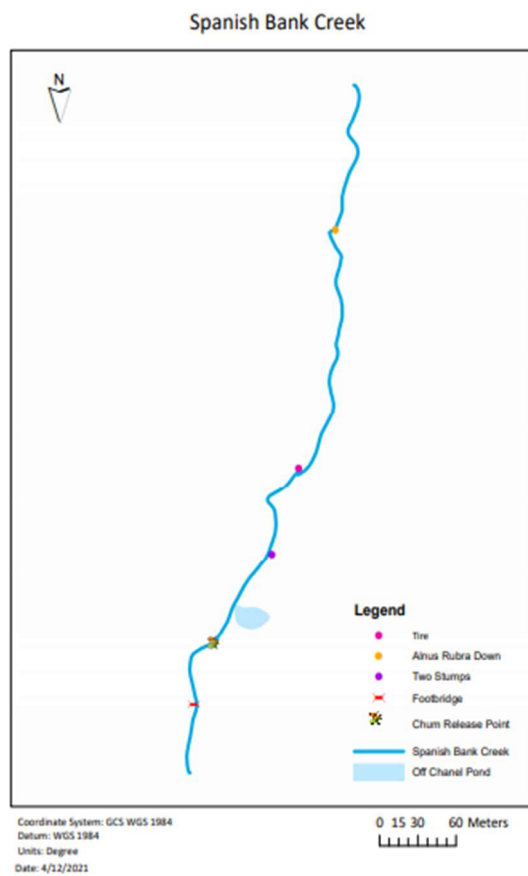 Spanish Bank Creek
N
Legend
Tire
Alnus Rubra Down
Two Stumps
Footbridge
Chum Release Point
Spanish Bank Creek
Off Chanel Pond
Coordinate System: GCS WGS 1984
Datum: WGS 1984
Units: Degree
Date: 4/12/2021
0 15 30 60 Meters